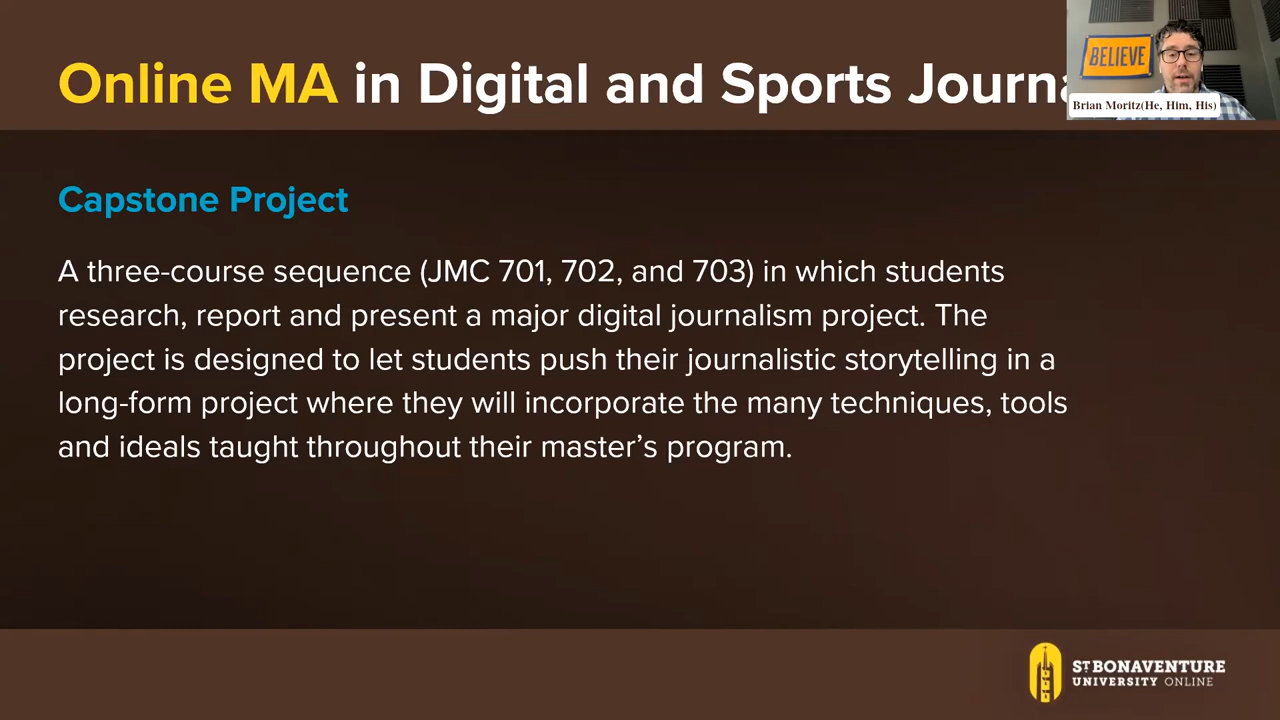 Online MA in Digital and Sports Journa
BELIEVE
Brian Moritz(He, Him, His)
Capstone Project
A three-course sequence (JMC 701, 702, and 703) in which students
research, report and present a major digital journalism project. The
project is designed to let students push their journalistic storytelling in a
long-form project where they will incorporate the many techniques, tools
and ideals taught throughout their master’s program.
ST. BONAVENTURE
UNIVERSITY ONLINE